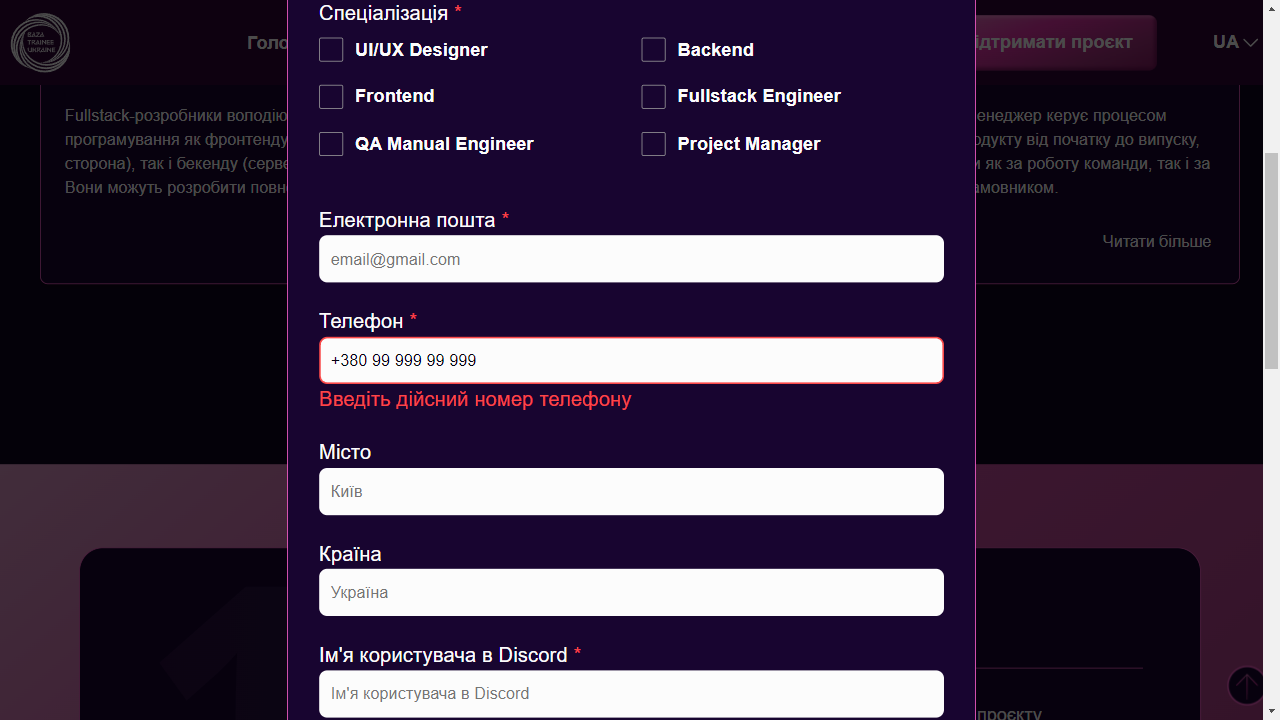 Спеціалізація *
BAZA
TRAINEE
UKRAINE
Голо
ідтримати проєкт
UA
UI/UX Designer
Backend
Frontend
Fullstack Engineer
QA Manual Engineer
Project Manager
Fullstack-розробники володію
програмування як фронтенду
сторона), так і бекенду (серве
Вони можуть розробити повн
енеджер керує процесом
одукту від початку до випуску,
и як за роботу команди, так і за
амовником.
Читати більше
Електронна пошта *
email@gmail.com
Телефон *
+380 99 999 99 999
Введіть дійсний номер телефону
Місто
Київ
Країна
Україна
Ім'я користувача в Discord *
Ім'я користувача в Discord
1
проєкту